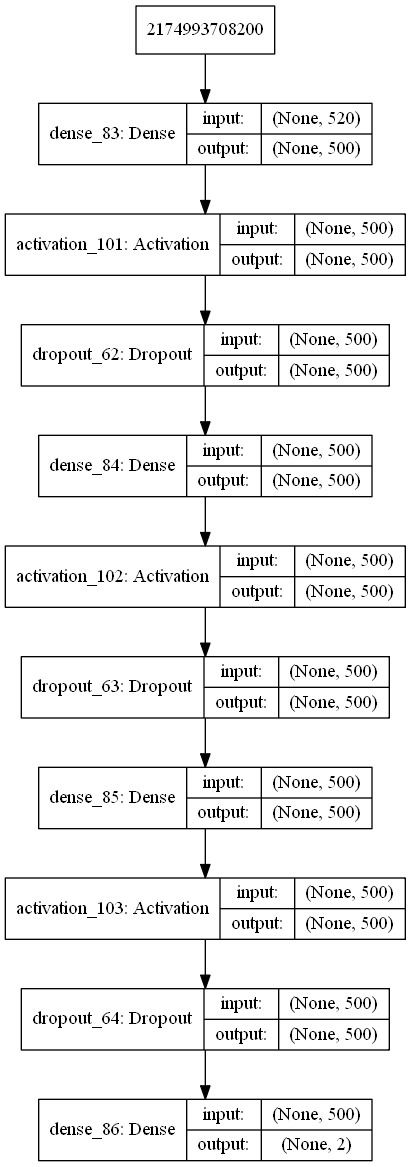 2174993708200
dense_83: Dense
input: (None, 520)
output: (None, 500)
activation_101: Activation
input: (None, 500)
output: (None, 500)
dropout_62: Dropout
input: (None, 500)
output: (None, 500)
dense_84: Dense
input: (None, 500)
output: (None, 500)
activation_102: Activation
input: (None, 500)
output: (None, 500)
dropout_63: Dropout
input: (None, 500)
output: (None, 500)
dense_85: Dense
input: (None, 500)
output: (None, 500)
activation_103: Activation
input: (None, 500)
output: (None, 500)
dropout_64: Dropout
input: (None, 500)
output: (None, 500)
dense_86: Dense
input: (None, 500)
output: (None, 2)